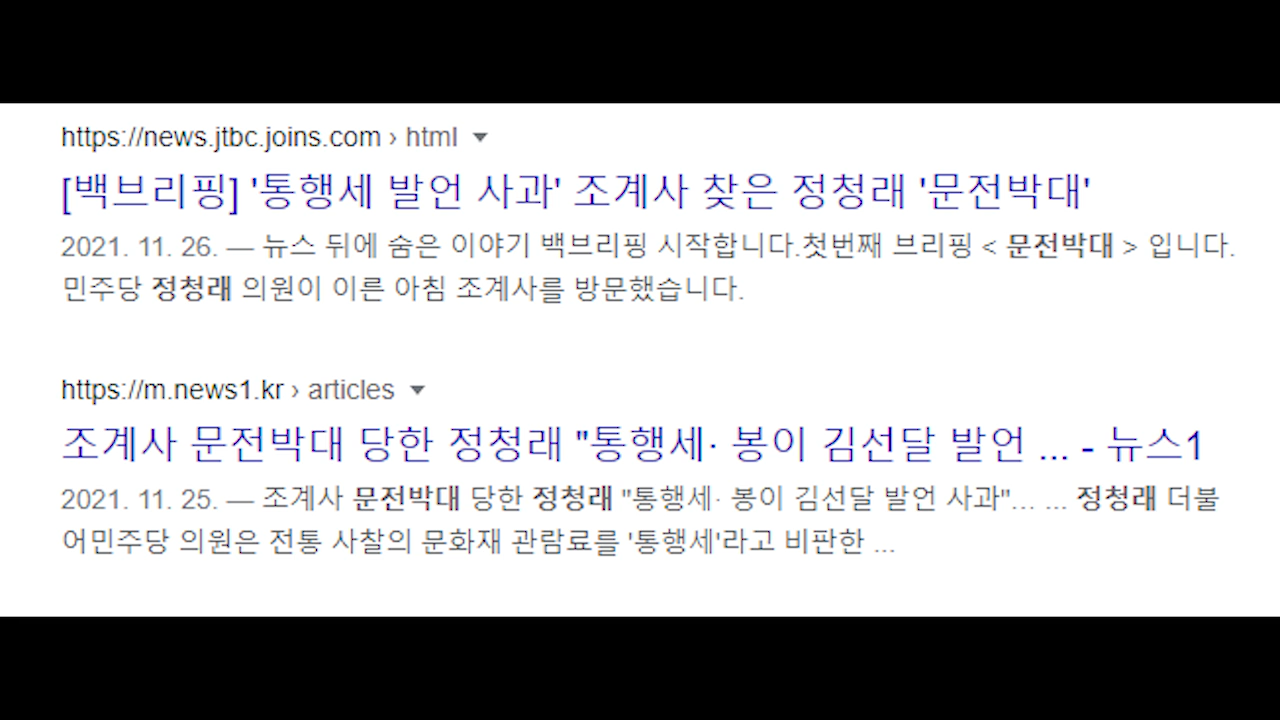 https://news.jtbc.joins.com › html
[백브리핑] '통행세 발언 사과' 조계사 찾은 정청래 '문전박대'
2021. 11. 26. — 뉴스 뒤에 숨은 이야기 백브리핑 시작합니다.첫번째 브리핑 < 문전박대 > 입니다.
민주당 정청래 의원이 이른 아침 조계사를 방문했습니다.
https://m.news1.kr › articles
조계사 문전박대 당한 정청래 "통행세· 봉이 김선달 발언 ... - 뉴스1
2021. 11. 25. — 조계사 문전박대 당한 정청래 "통행세· 봉이 김선달 발언 사과"... ... 정청래 더불
어민주당 의원은 전통 사찰의 문화재 관람료를 '통행세'라고 비판한 ...